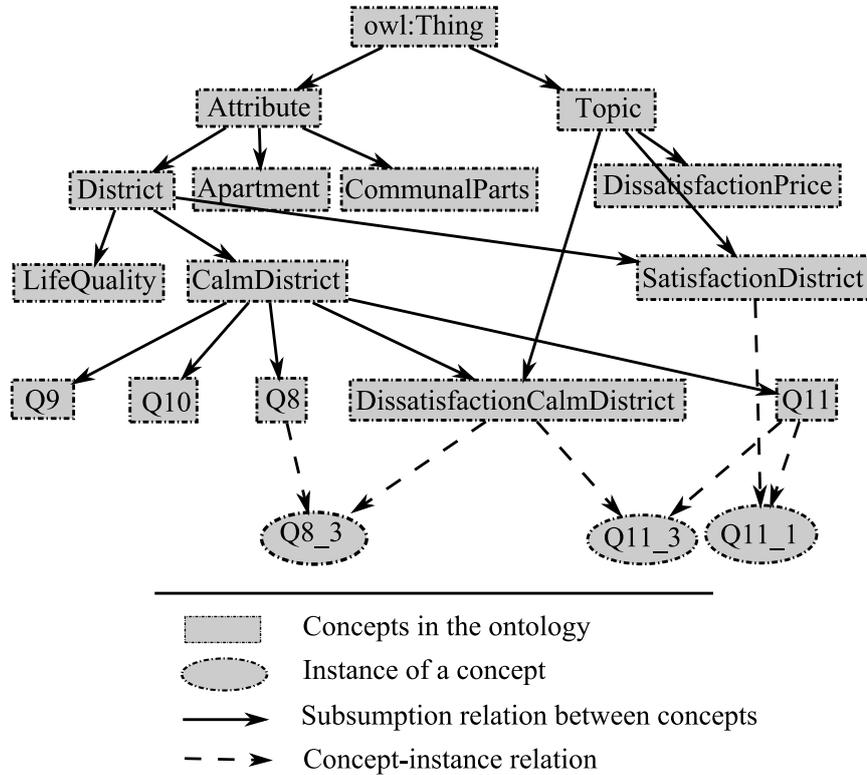 owl:Thing
Attribute
Topic
District
Apartment
CommunalParts
DissatisfactionPrice
LifeQuality
CalmDistrict
SatisfactionDistrict
Q9
Q10
Q8
DissatisfactionCalmDistrict
Q11
Q8_3
Q11_3
Q11_1
Concepts in the ontology
Instance of a concept
Subsumption relation between concepts
Concept-instance relation